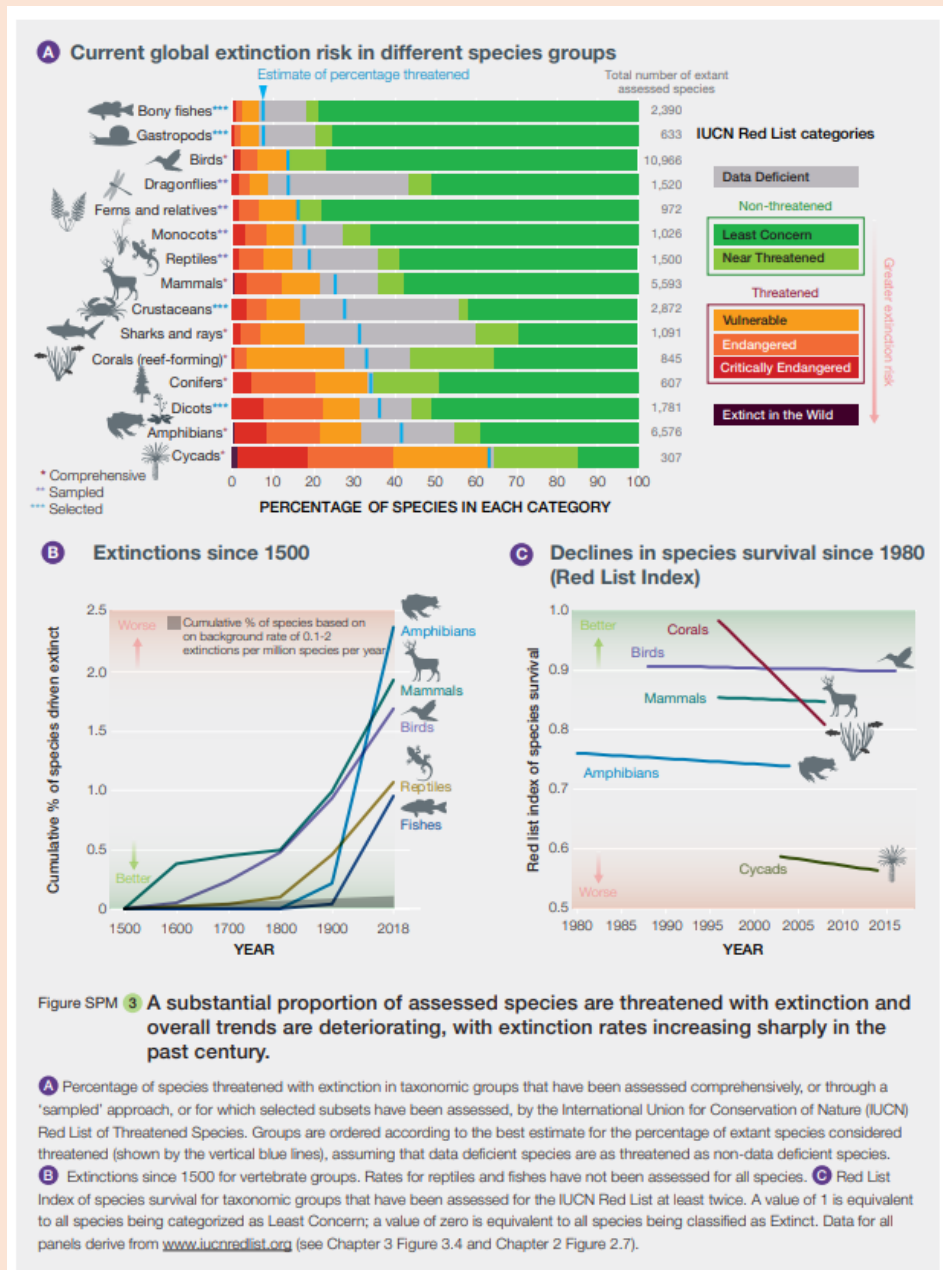 A Current global extinction risk in different species groups
Estimate of percentage threatened
Total number of extant
assessed species
Bony fishes*** 2,390
Gastropods*** 633
Birds* 10,966
Dragonflies** 1,520
Ferns and relatives** 972
Monocots** 1,026
Reptiles** 1,500
Mammals* 5,593
Crustaceans*** 2,872
Sharks and rays* 1,091
Corals (reef-forming)* 845
Conifers* 607
Dicots*** 1,781
Amphibians* 6,576
Cycads* 307
0 10 20 30 40 50 60 70 80 90 100
PERCENTAGE OF SPECIES IN EACH CATEGORY
* Comprehensive
** Sampled
*** Selected
IUCN Red List categories
Data Deficient
Non-threatened
Least Concern
Near Threatened
Threatened
Vulnerable
Endangered
Critically Endangered
Extinct in the Wild
Greater extinction risk
B Extinctions since 1500
Cumulative % of species driven extinct
2.5
2.0
1.5
1.0
0.5
0
Worse
Cumulative % of species based on
on background rate of 0.1-2
extinctions per million species per year
Better
Amphibians
Mammals
Birds
Reptiles
Fishes
1500 1600 1700 1800 1900 2018
YEAR
C Declines in species survival since 1980
(Red List Index)
Red list index of species survival
1.0
0.9
0.8
0.7
0.6
0.5
Better
Corals
Birds
Mammals
Amphibians
Cycads
Worse
1980 1985 1990 1995 2000 2005 2010 2015
YEAR
Figure SPM 3 A substantial proportion of assessed species are threatened with extinction and
overall trends are deteriorating, with extinction rates increasing sharply in the
past century.
A Percentage of species threatened with extinction in taxonomic groups that have been assessed comprehensively, or through a
‘sampled’ approach, or for which selected subsets have been assessed, by the International Union for Conservation of Nature (IUCN)
Red List of Threatened Species. Groups are ordered according to the best estimate for the percentage of extant species considered
threatened (shown by the vertical blue lines), assuming that data deficient species are as threatened as non-data deficient species.
B Extinctions since 1500 for vertebrate groups. Rates for reptiles and fishes have not been assessed for all species. C Red List
Index of species survival for taxonomic groups that have been assessed for the IUCN Red List at least twice. A value of 1 is equivalent
to all species being categorized as Least Concern; a value of zero is equivalent to all species being classified as Extinct. Data for all
panels derive from www.iucnredlist.org (see Chapter 3 Figure 3.4 and Chapter 2 Figure 2.7).